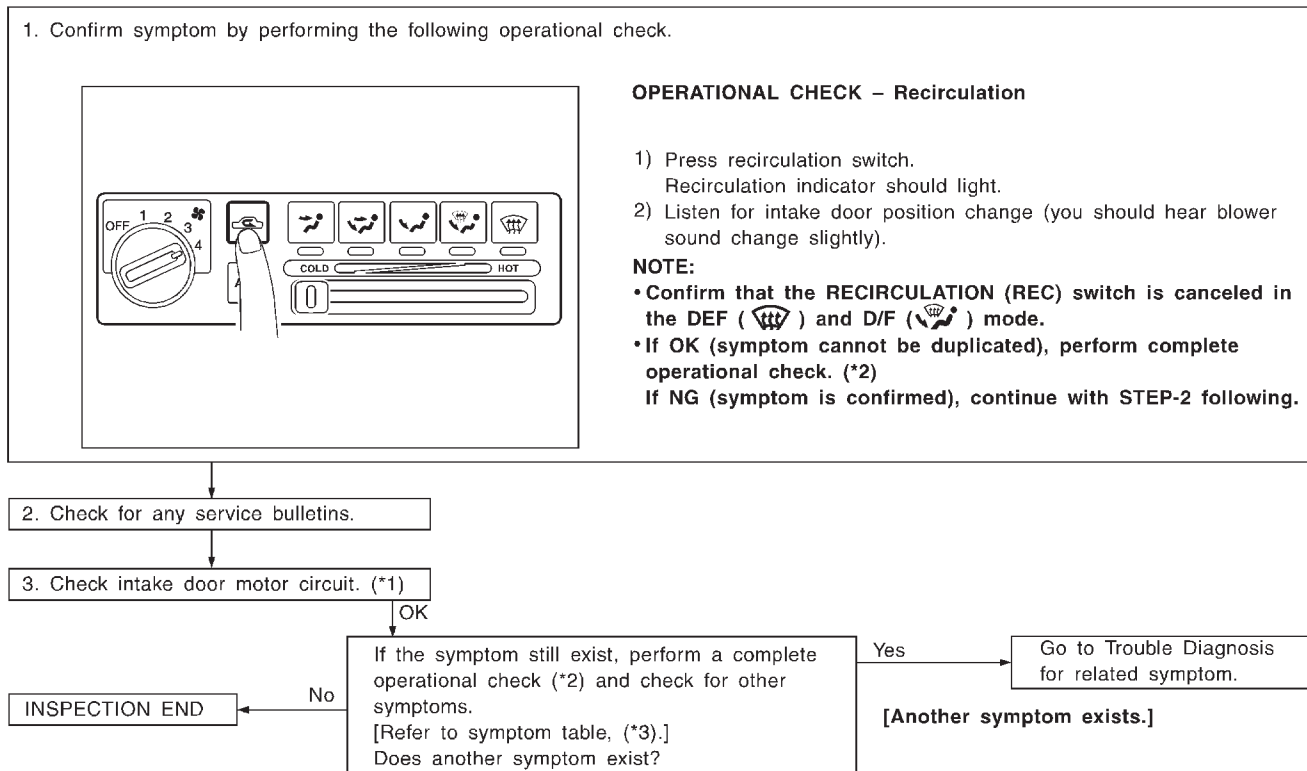 1. Confirm symptom by performing the following operational check.
OFF 1 2 3 4
A
COLD HOT
OPERATIONAL CHECK – Recirculation
1) Press recirculation switch.
Recirculation indicator should light.
2) Listen for intake door position change (you should hear blower
sound change slightly).
NOTE:
• Confirm that the RECIRCULATION (REC) switch is canceled in
the DEF ( ) and D/F ( ) mode.
• If OK (symptom cannot be duplicated), perform complete
operational check. (*2)
If NG (symptom is confirmed), continue with STEP-2 following.
2. Check for any service bulletins.
3. Check intake door motor circuit. (*1)
OK
If the symptom still exist, perform a complete
operational check (*2) and check for other
symptoms.
[Refer to symptom table, (*3).]
Does another symptom exist?
Yes
Go to Trouble Diagnosis
for related symptom.
[Another symptom exists.]
No
INSPECTION END